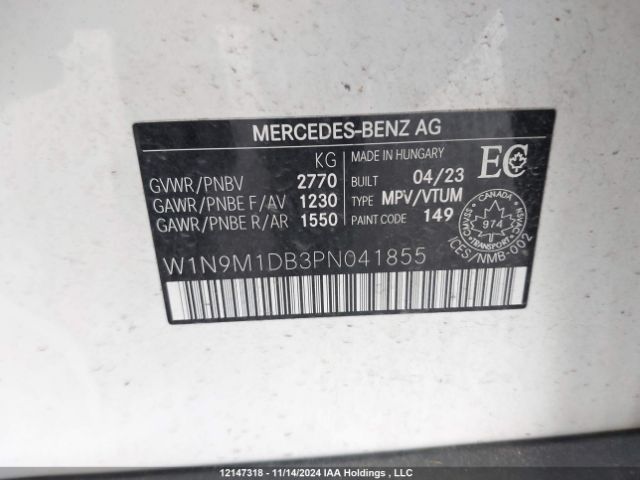 MERCEDES-BENZ AG
KG
GVWR/PNBV 2770
GAWR/PNBE F/AV 1230
GAWR/PNBE R/AR 1550
MADE IN HUNGARY
BUILT 04/23
TYPE MPV/VTUM
PAINT CODE 149
EC
CANADA
CMVSS
974
NSVAC
TRANSPORT
ICES/NMB-002
W1N9M1DB3PN041855
12147318 - 11/14/2024 IAA Holdings , LLC